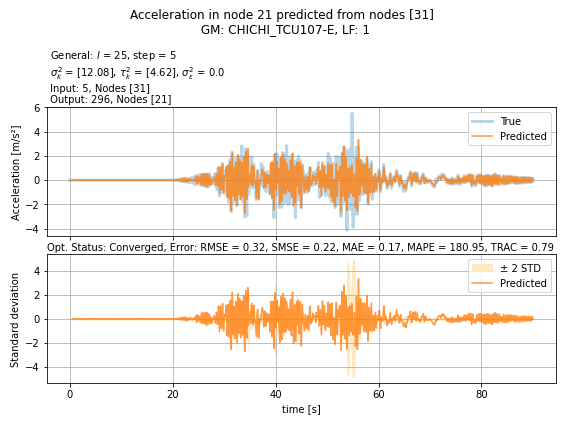 Acceleration in node 21 predicted from nodes [31]
GM: CHICHI_TCU107-E, LF: 1
General: l = 25, step = 5
σ²ₖ = [12.08], τ²ₖ = [4.62], σ²ε = 0.0
Input: 5, Nodes [31]
Output: 296, Nodes [21]
Acceleration [m/s²]
6
4
2
0
−2
−4
True
Predicted
Opt. Status: Converged, Error: RMSE = 0.32, SMSE = 0.22, MAE = 0.17, MAPE = 180.95, TRAC = 0.79
Standard deviation
4
2
0
−2
−4
± 2 STD
Predicted
0 20 40 60 80
time [s]